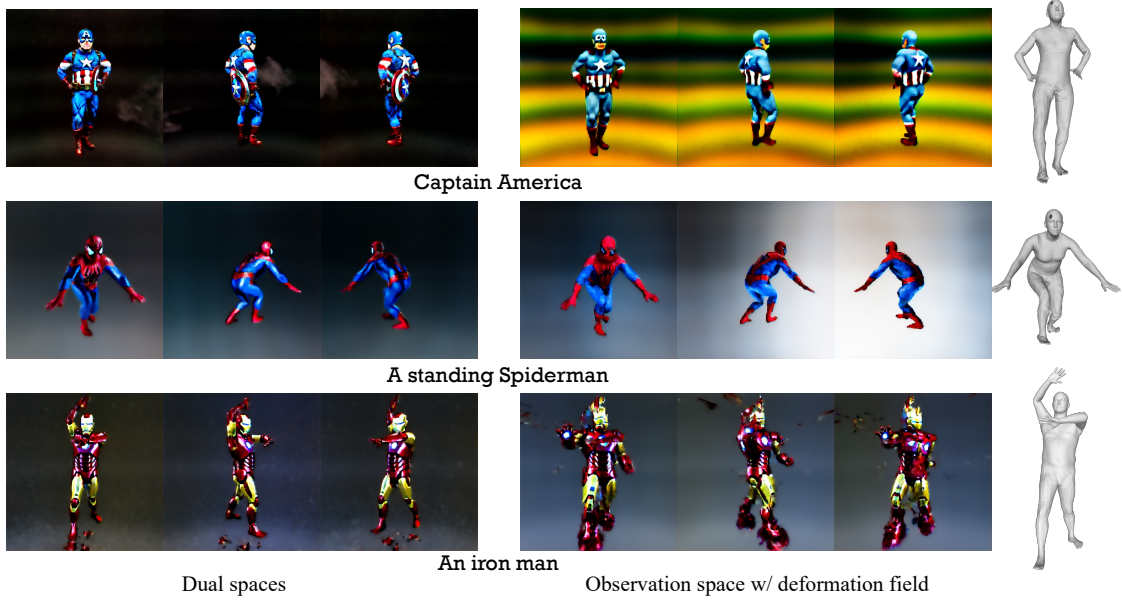 Captain America
A standing Spiderman
An iron man
Dual spaces
Observation space w/ deformation field